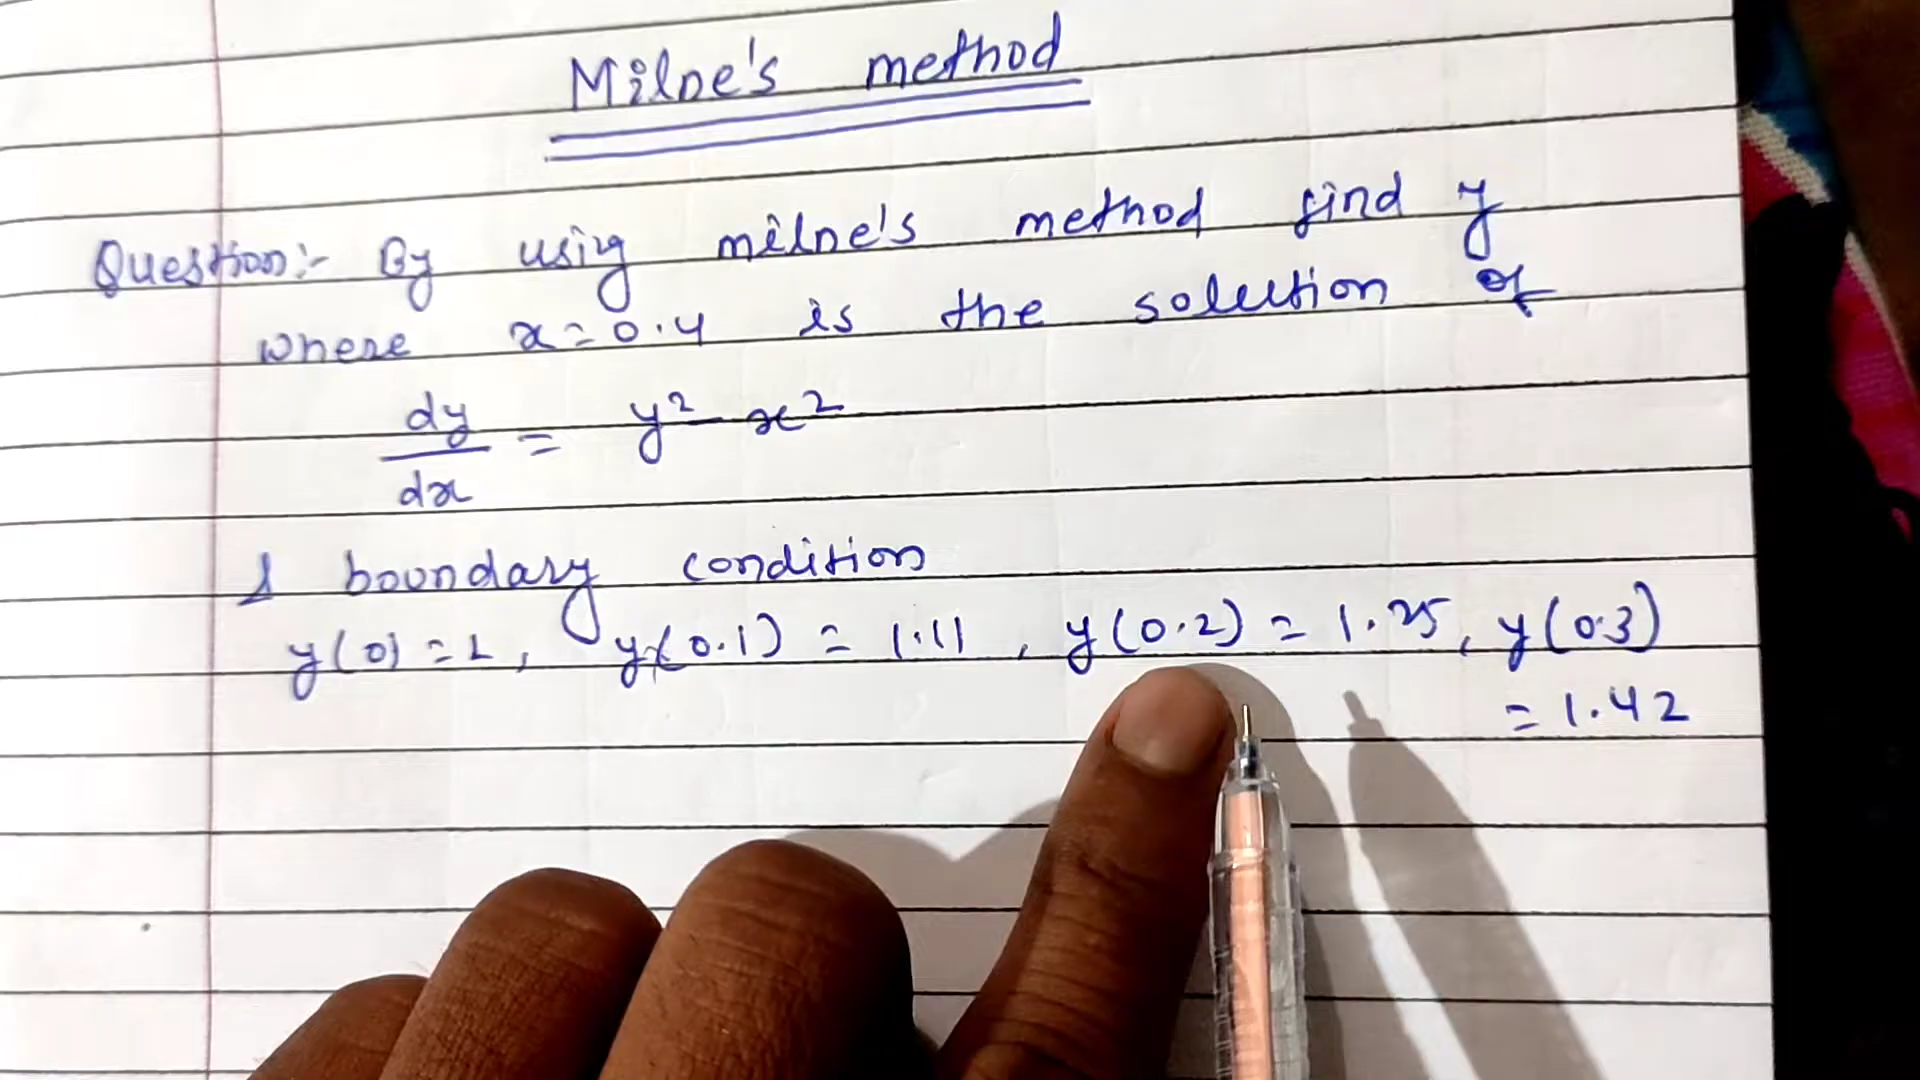 Milne's method
Question:- By using milne's method find y
where x=0.4 is the solution of
dy/dx = y² - x²
& boundary condition
y(0)=1, y(0.1) = 1.11, y(0.2) = 1.25, y(0.3)
= 1.42